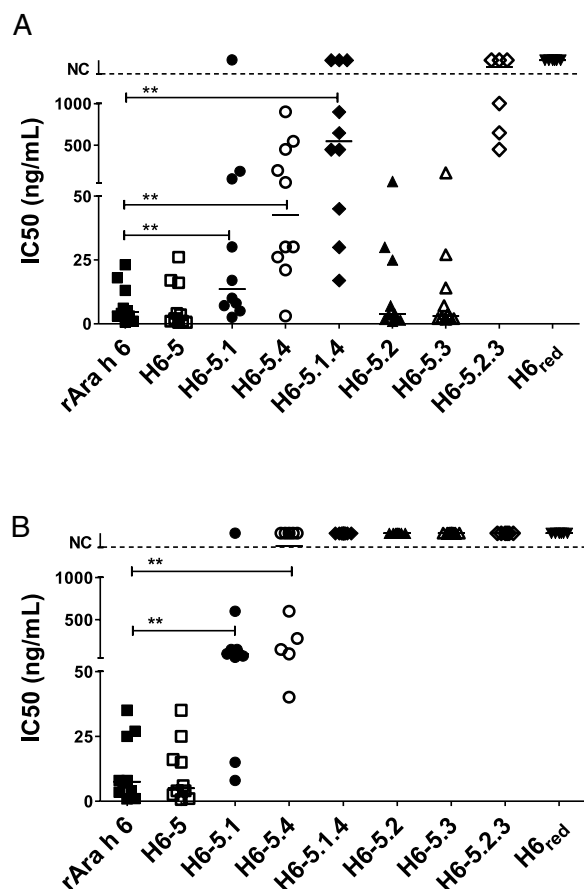 A
NC
**
1000
500
**
**
50
25
0
IC50 (ng/mL)
rAra h 6
H6-5
H6-5.1
H6-5.4
H6-5.1.4
H6-5.2
H6-5.3
H6-5.2.3
H6red
B
NC
**
1000
500
**
50
25
0
IC50 (ng/mL)
rAra h 6
H6-5
H6-5.1
H6-5.4
H6-5.1.4
H6-5.2
H6-5.3
H6-5.2.3
H6red